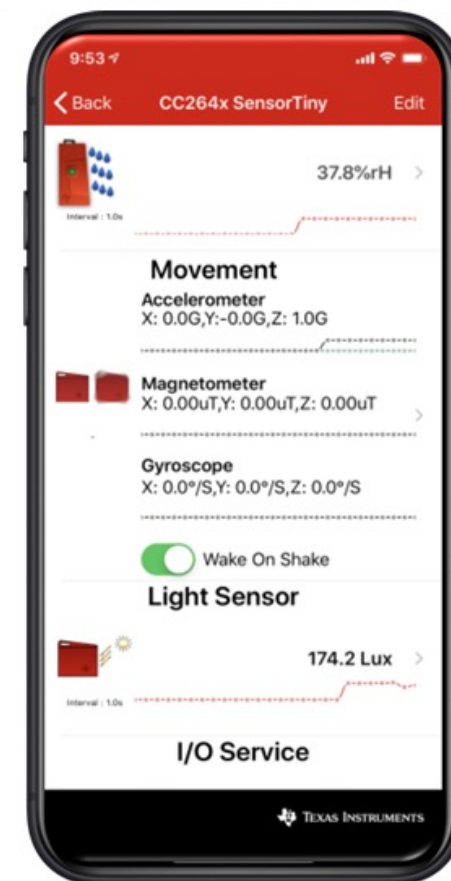 9:53
Back CC264x SensorTiny Edit
37.8%rH
Interval : 1.0s
Movement
Accelerometer
X: 0.0G,Y:-0.0G,Z: 1.0G
Magnetometer
X: 0.00uT,Y: 0.00uT,Z: 0.00uT
Gyroscope
X: 0.0°/S,Y: 0.0°/S,Z: 0.0°/S
Wake On Shake
Light Sensor
174.2 Lux
Interval : 1.0s
I/O Service
TEXAS INSTRUMENTS